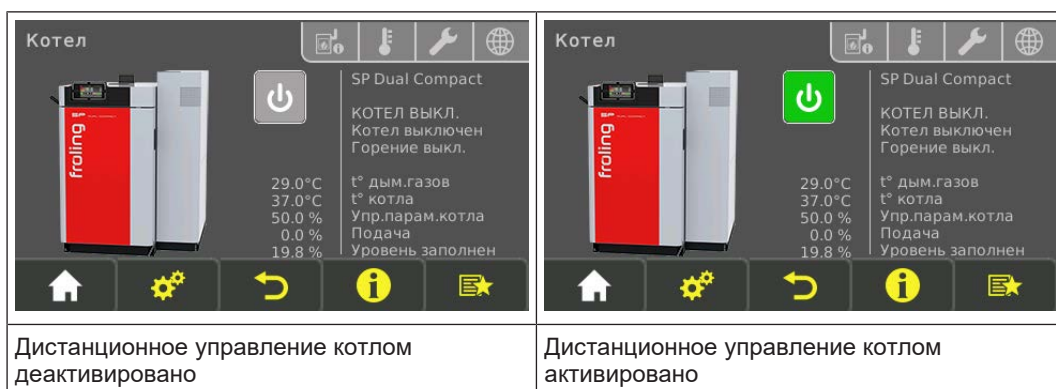 Котел
SP Dual Compact
КОТЕЛ ВЫКЛ.
Котел выключен
Горение выкл.
29.0°C t° дым.газов
37.0°C t° котла
50.0 % Упр.парам.котла
0.0 % Подача
19.8 % Уровень заполнен
SP
froling
Дистанционное управление котлом
деактивировано
Котел
SP Dual Compact
КОТЕЛ ВЫКЛ.
Котел выключен
Горение выкл.
29.0°C t° дым.газов
37.0°C t° котла
50.0 % Упр.парам.котла
0.0 % Подача
19.8 % Уровень заполнен
SP
froling
Дистанционное управление котлом
активировано